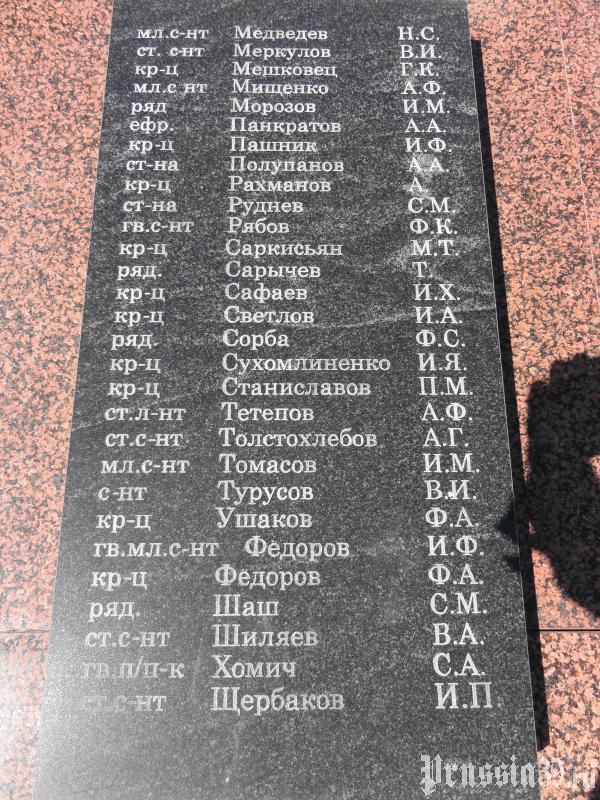 мл.с-нт Медведев Н.С.
ст. с-нт Меркулов В.И.
кр-ц Мешковец Г.К.
мл.с нт Мищенко А.Ф.
ряд Морозов И.М.
ефр. Панкратов А.А.
кр-ц Пашник И.Ф.
ст-на Полупанов А.А.
кр-ц Рахманов А.
ст-на Руднев С.М.
гв.с-нт Рябов Ф.К.
кр-ц Саркисьян М.Т.
ряд. Сарычев Т.
кр-ц Сафаев И.Х.
кр-ц Светлов И.А.
ряд. Сорба Ф.С.
кр-ц Сухомлиненко И.Я.
кр-ц Станиславов П.М.
ст.л-нт Тетепов А.Ф.
ст.с-нт Толстохлебов А.Г.
мл.с-нт Томасов И.М.
с-нт Турусов В.И.
кр-ц Ушаков Ф.А.
гв.мл.с-нт Федоров И.Ф.
кр-ц Фёдоров Ф.А.
ряд. Шаш С.М.
ст.с-нт Шиляев В.А.
гв.п/п-к Хомич С.А.
ст.с-нт Щербаков И.П.
Prussia39.ru